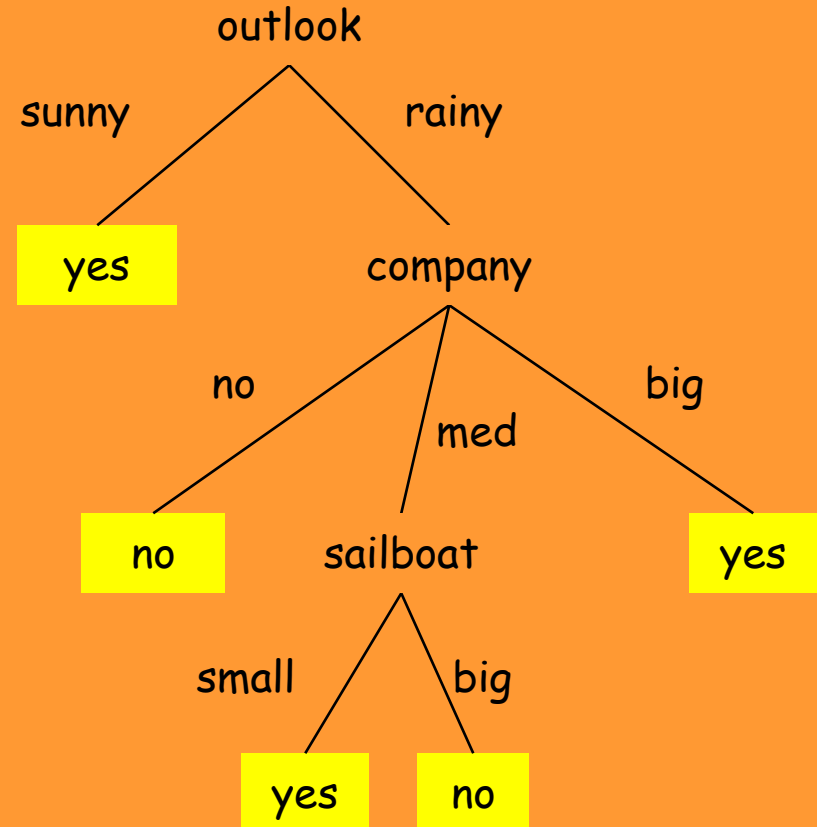 outlook
sunny
rainy
yes
company
no
big
med
no
sailboat
yes
small
big
yes
no